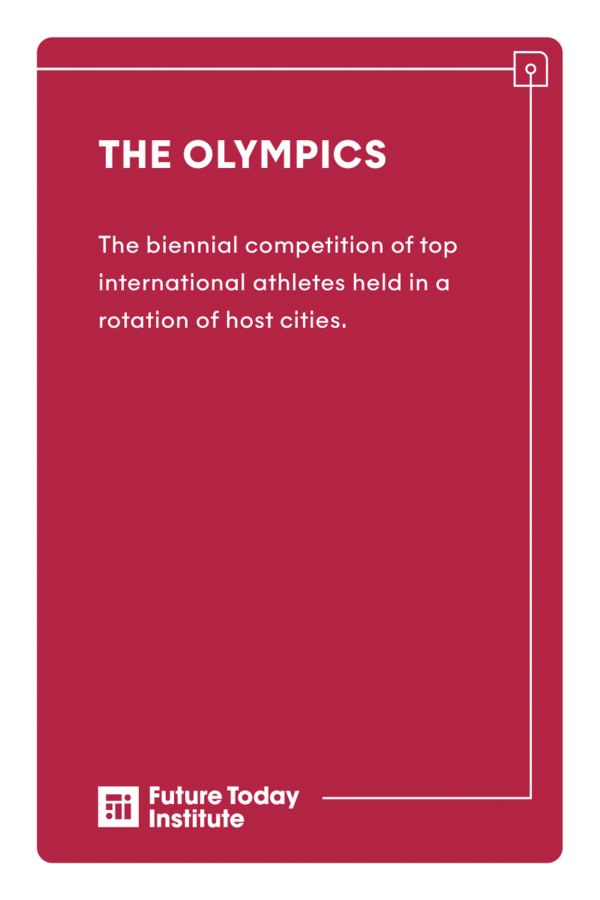 THE OLYMPICS
The biennial competition of top
international athletes held in a
rotation of host cities.
Future Today
Institute